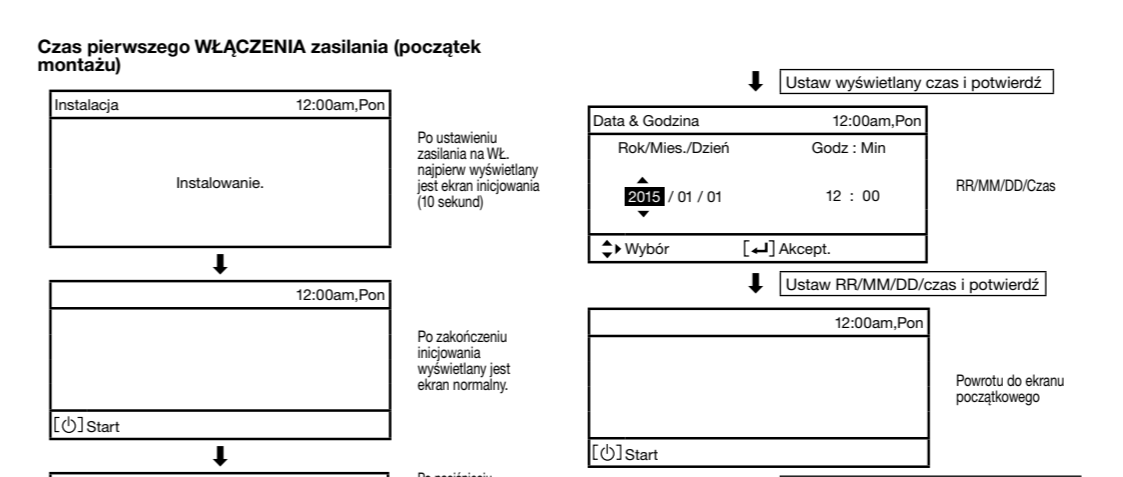 Czas pierwszego WŁĄCZENIA zasilania (początek
montażu)
Instalacja 12:00am,Pon
Instalowanie.
Po ustawieniu
zasilania na WŁ.
najpierw wyświetlany
jest ekran inicjowania
(10 sekund)
12:00am,Pon
[⏻] Start
Po zakończeniu
inicjowania
wyświetlany jest
ekran normalny.
Ustaw wyświetlany czas i potwierdź
Data & Godzina 12:00am,Pon
Rok/Mies./Dzień Godz : Min
2015 / 01 / 01 12 : 00
Wybór [↵] Akcept.
RR/MM/DD/Czas
Ustaw RR/MM/DD/czas i potwierdź
12:00am,Pon
[⏻] Start
Powrotu do ekranu
początkowego